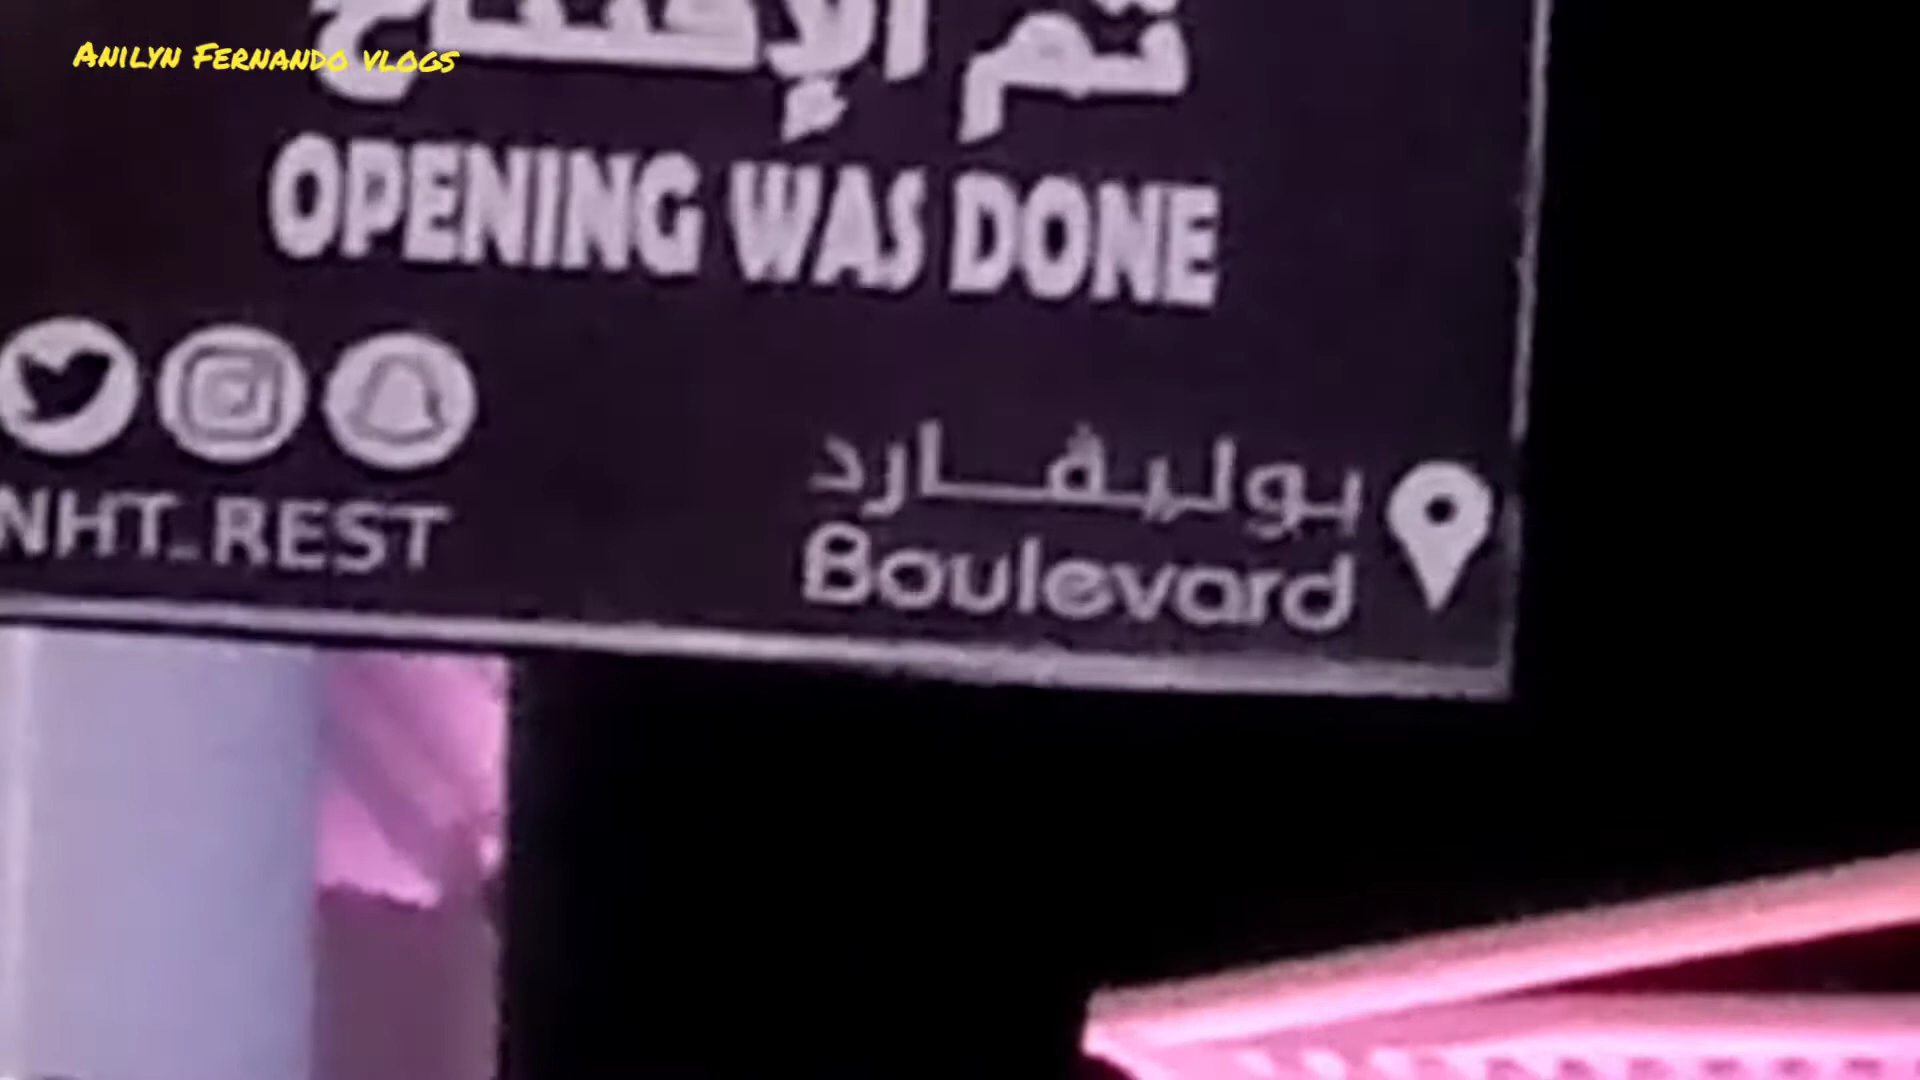 Anilyn Fernando vlogs
تم الإفتتاح
OPENING WAS DONE
NHT_REST
بوليفارد
Boulevard